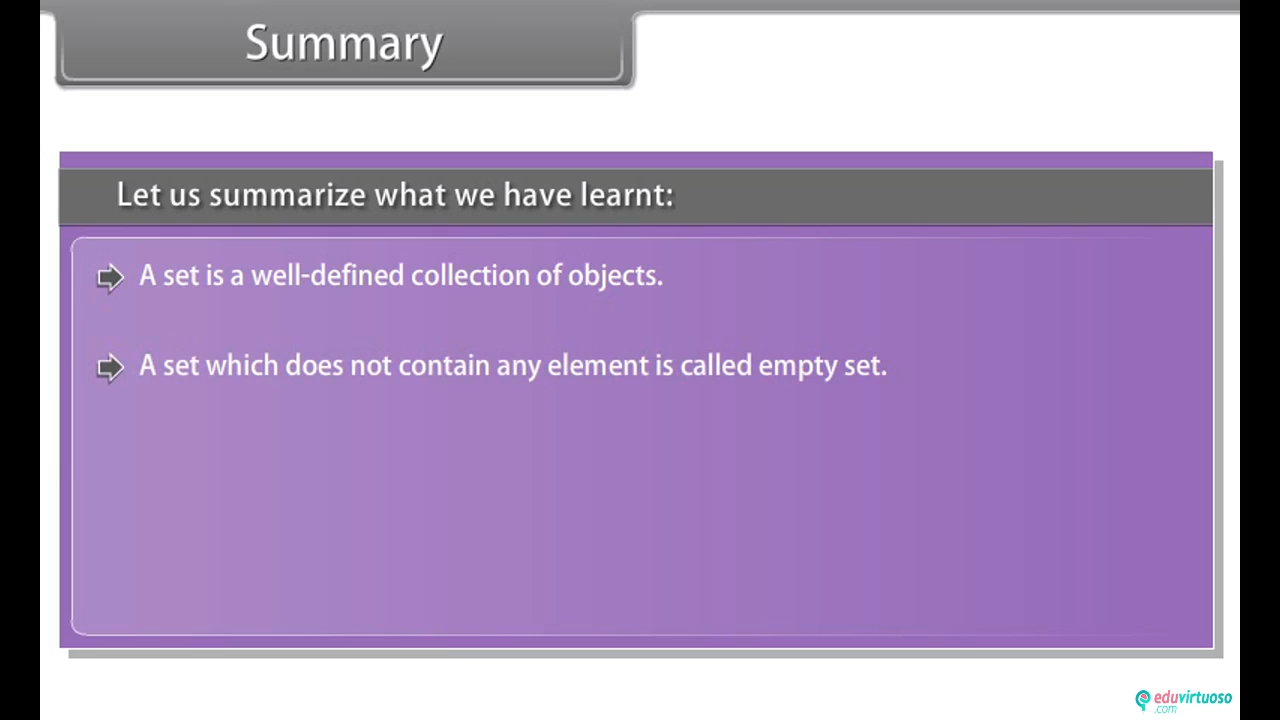 Summary
Let us summarize what we have learnt:
A set is a well-defined collection of objects.
A set which does not contain any element is called empty set.
eduvirtuoso
.com